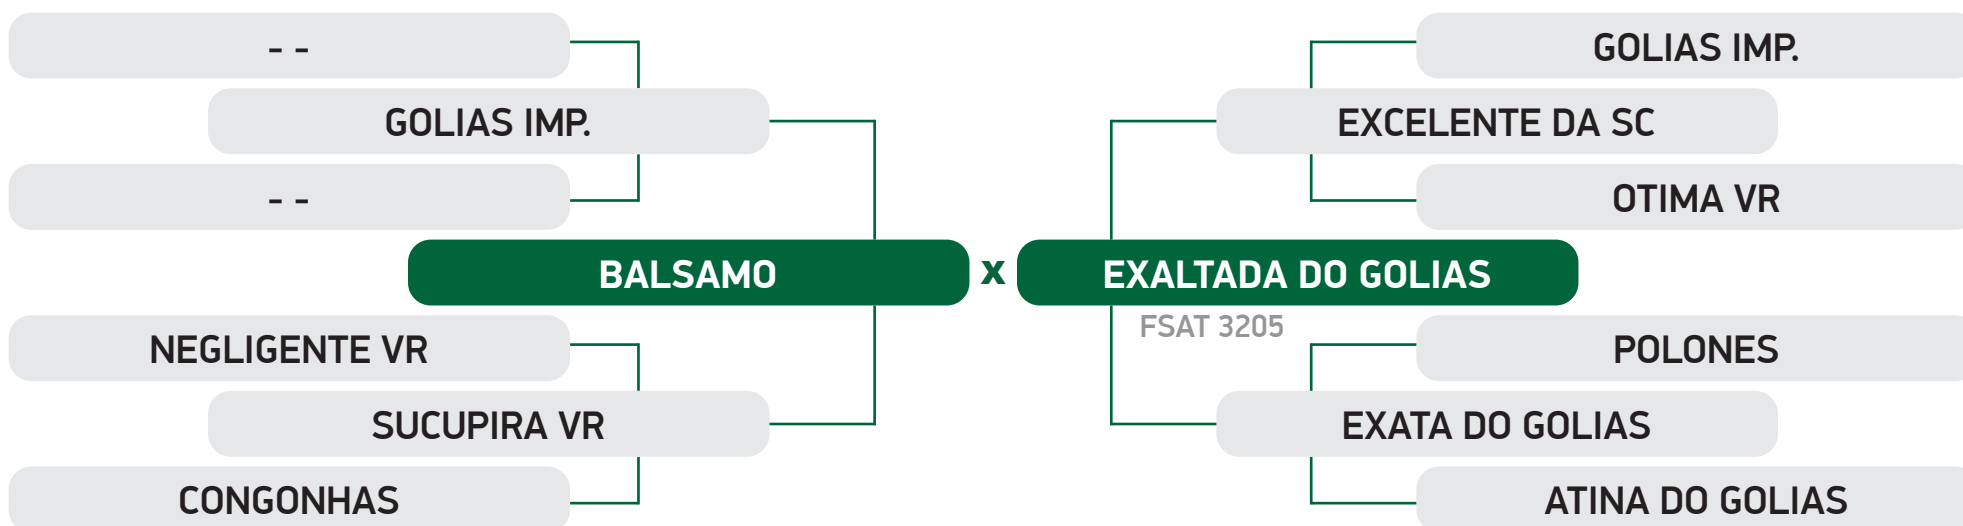 - -
GOLIAS IMP.
GOLIAS IMP.
EXCELENTE DA SC
- -
OTIMA VR
BALSAMO x EXALTADA DO GOLIAS
FSAT 3205
NEGLIGENTE VR
POLONES
SUCUPIRA VR
EXATA DO GOLIAS
CONGONHAS
ATINA DO GOLIAS